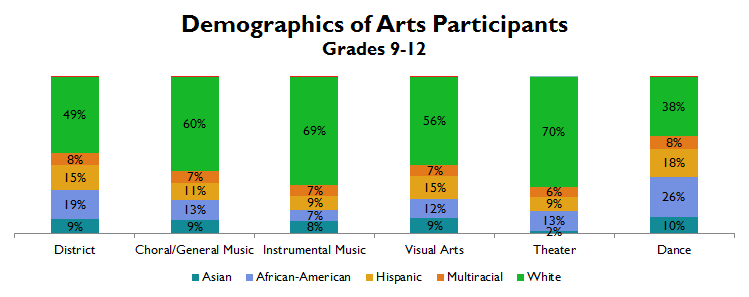 Demographics of Arts Participants
Grades 9-12
49% 60% 69% 56% 70% 38%
8% 7% 7% 7% 6% 8%
15% 11% 9% 15% 9% 18%
19% 13% 7% 12% 13% 26%
9% 9% 8% 9% 2% 10%
District Choral/General Music Instrumental Music Visual Arts Theater Dance
Asian African-American Hispanic Multiracial White